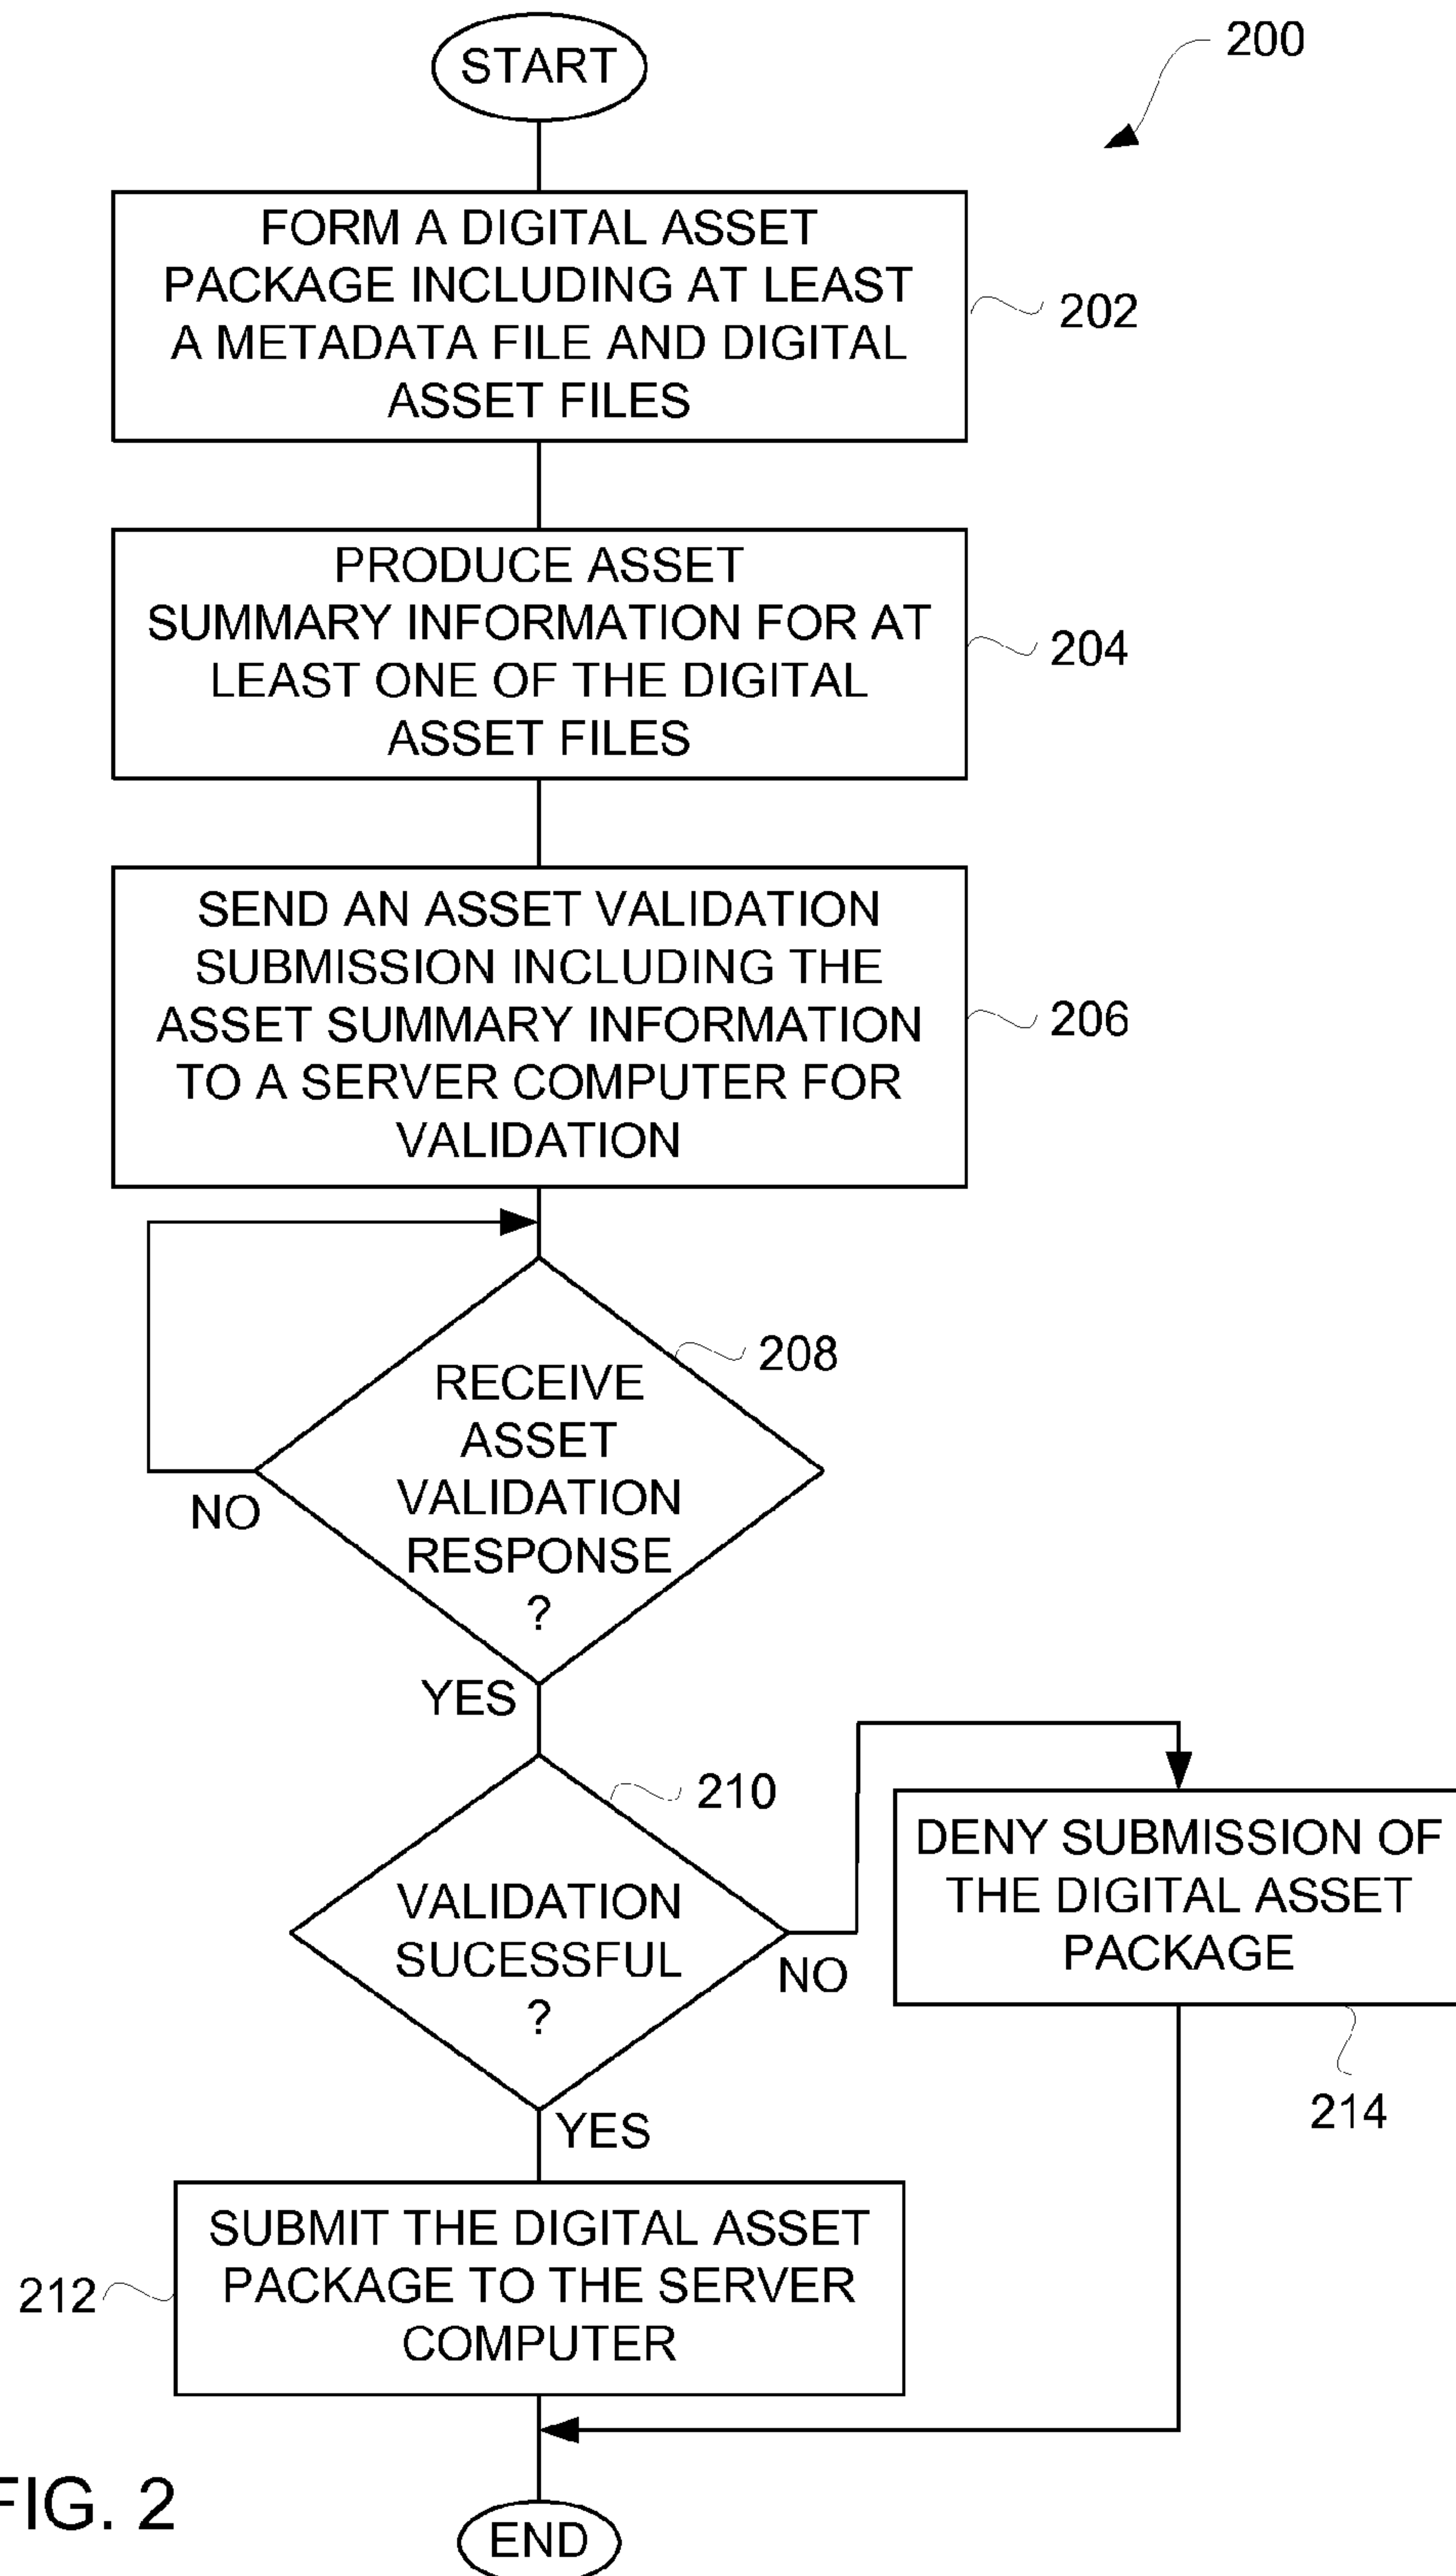 START
200
FORM A DIGITAL ASSET
PACKAGE INCLUDING AT LEAST
A METADATA FILE AND DIGITAL
ASSET FILES
202
PRODUCE ASSET
SUMMARY INFORMATION FOR AT
LEAST ONE OF THE DIGITAL
ASSET FILES
204
SEND AN ASSET VALIDATION
SUBMISSION INCLUDING THE
ASSET SUMMARY INFORMATION
TO A SERVER COMPUTER FOR
VALIDATION
206
RECEIVE
ASSET
VALIDATION
RESPONSE
?
208
NO
YES
VALIDATION
SUCESSFUL
?
210
NO
DENY SUBMISSION OF
THE DIGITAL ASSET
PACKAGE
214
YES
SUBMIT THE DIGITAL ASSET
PACKAGE TO THE SERVER
COMPUTER
212
END
FIG. 2